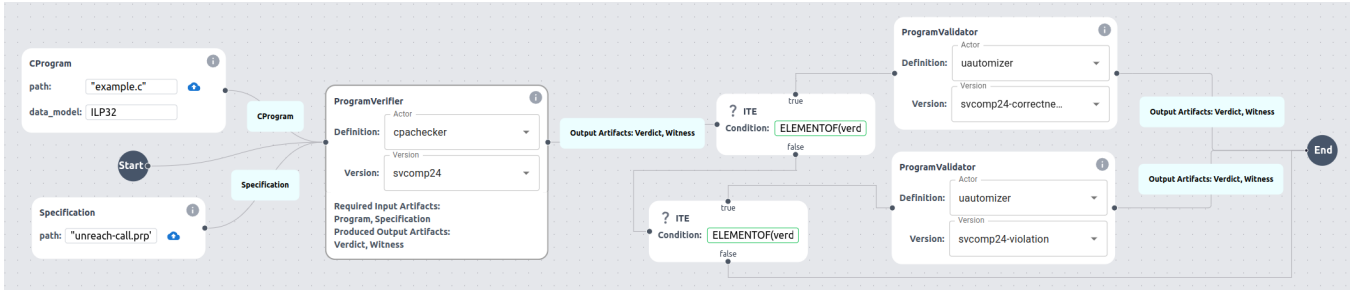 CProgram
path: "example.c"
data_model: ILP32
CProgram
Start
Specification
Specification
path: "unreach-call.prp'
ProgramVerifier
Actor
Definition: cpachecker
Version
Version: svcomp24
Required Input Artifacts:
Program, Specification
Produced Output Artifacts:
Verdict, Witness
Output Artifacts: Verdict, Witness
true
? ITE
Condition: ELEMENTOF(verd
false
true
? ITE
Condition: ELEMENTOF(verd
false
ProgramValidator
Actor
Definition: uautomizer
Version
Version: svcomp24-correctne...
Output Artifacts: Verdict, Witness
ProgramValidator
Actor
Definition: uautomizer
Version
Version: svcomp24-violation
Output Artifacts: Verdict, Witness
End